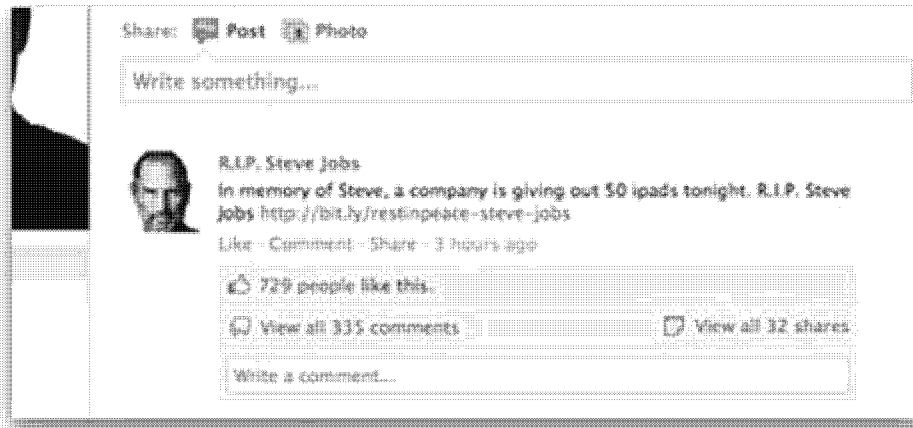 Share: Post Photo
Write something...
R.I.P. Steve Jobs
In memory of Steve, a company is giving out 50 ipads tonight. R.I.P. Steve
Jobs http://bit.ly/restinpeace-steve-jobs
Like · Comment · Share · 3 hours ago
729 people like this.
View all 335 comments View all 32 shares
Write a comment...